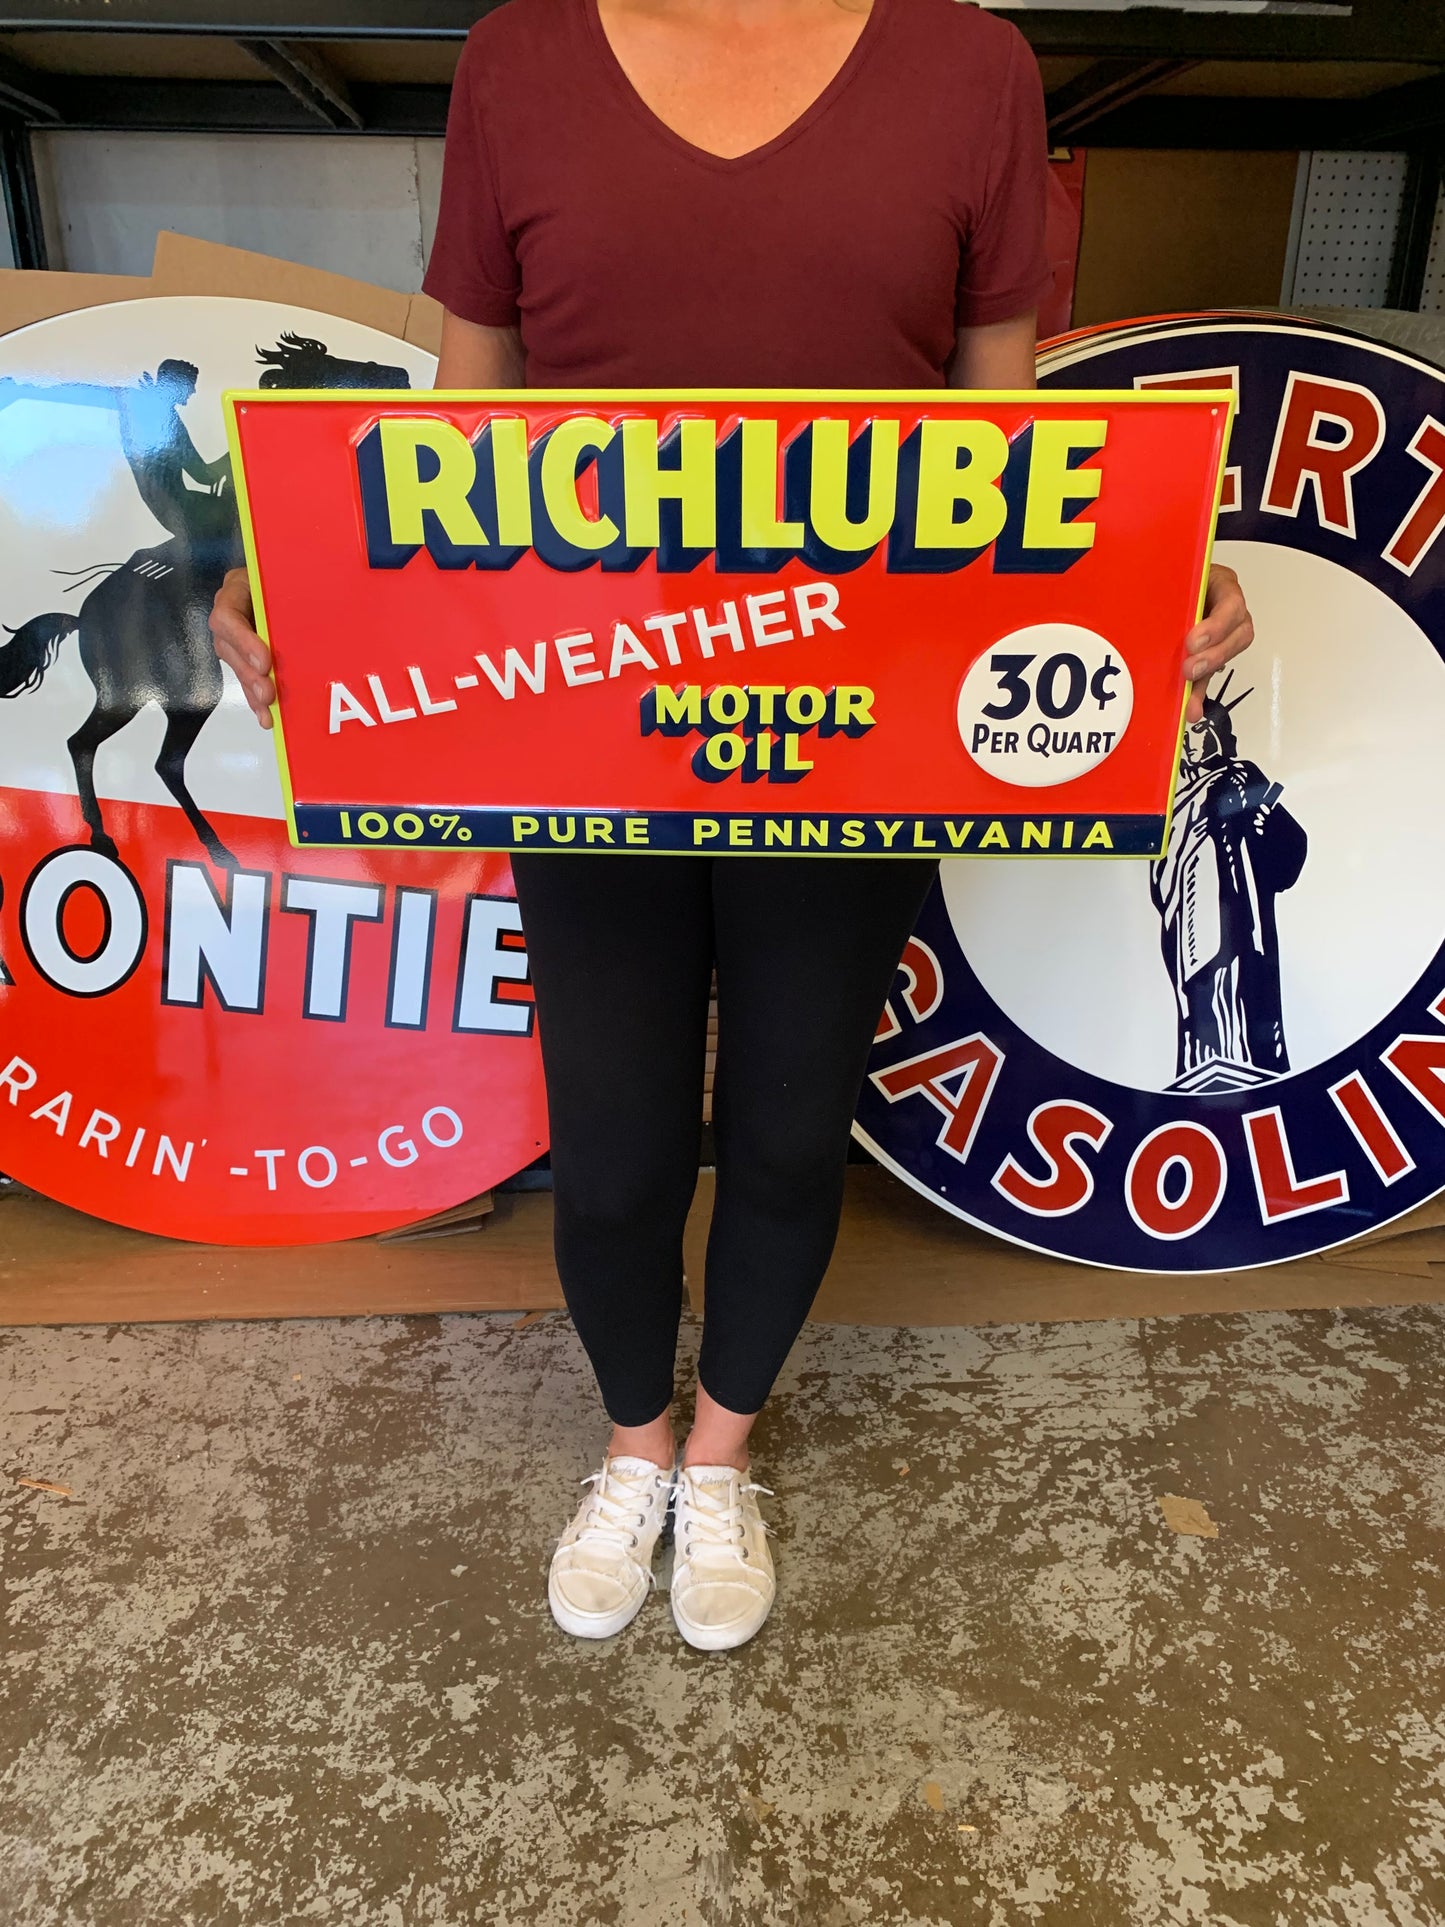 RICHLUBE
ALL-WEATHER
MOTOR
OIL
30¢
PER QUART
100% PURE PENNSYLVANIA
RONTIE
RARIN'-TO-GO
ERT
GASOLIN